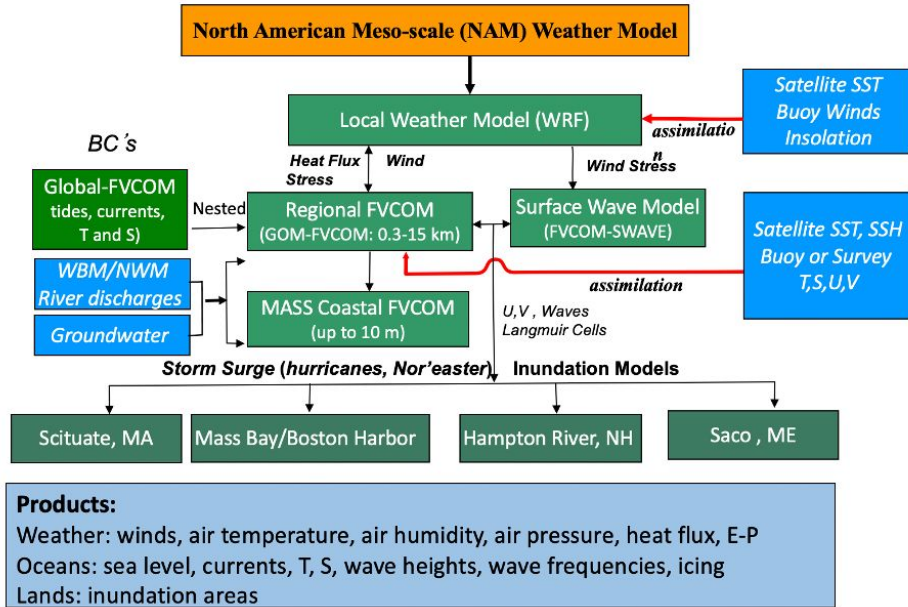 North American Meso-scale (NAM) Weather Model
Local Weather Model (WRF)
assimilatio
n
Satellite SST
Buoy Winds
Insolation
BC's
Heat Flux
Stress
Wind
Wind Stress
Global-FVCOM
tides, currents,
T and S)
Nested
Regional FVCOM
(GOM-FVCOM: 0.3-15 km)
Surface Wave Model
(FVCOM-SWAVE)
Satellite SST, SSH
Buoy or Survey
T,S,U,V
assimilation
WBM/NWM
River discharges
Groundwater
MASS Coastal FVCOM
(up to 10 m)
U,V , Waves
Langmuir Cells
Storm Surge (hurricanes, Nor'easter)
Inundation Models
Scituate, MA
Mass Bay/Boston Harbor
Hampton River, NH
Saco , ME
Products:
Weather: winds, air temperature, air humidity, air pressure, heat flux, E-P
Oceans: sea level, currents, T, S, wave heights, wave frequencies, icing
Lands: inundation areas